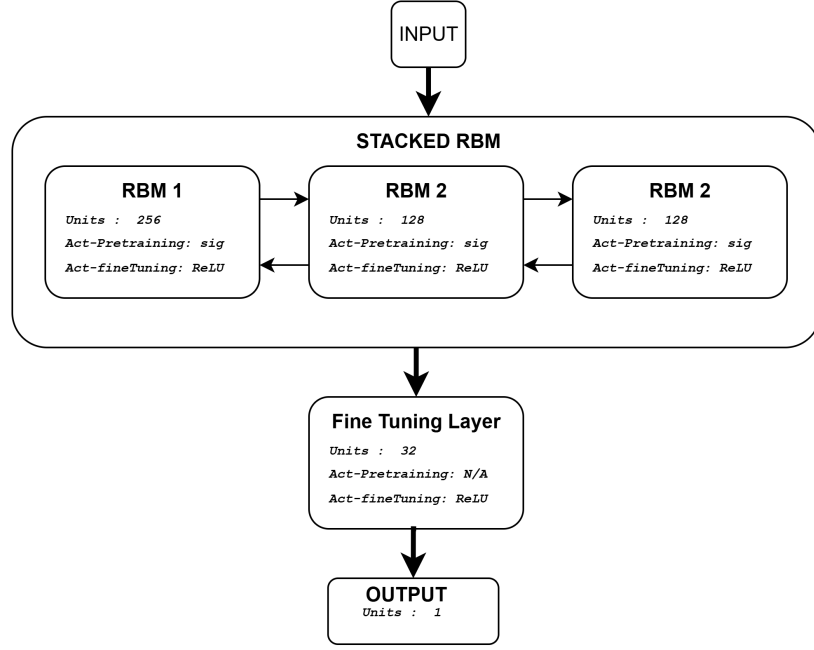 INPUT
STACKED RBM
RBM 1
Units : 256
Act-Pretraining: sig
Act-fineTuning: ReLU
RBM 2
Units : 128
Act-Pretraining: sig
Act-fineTuning: ReLU
RBM 2
Units : 128
Act-Pretraining: sig
Act-fineTuning: ReLU
Fine Tuning Layer
Units : 32
Act-Pretraining: N/A
Act-fineTuning: ReLU
OUTPUT
Units : 1